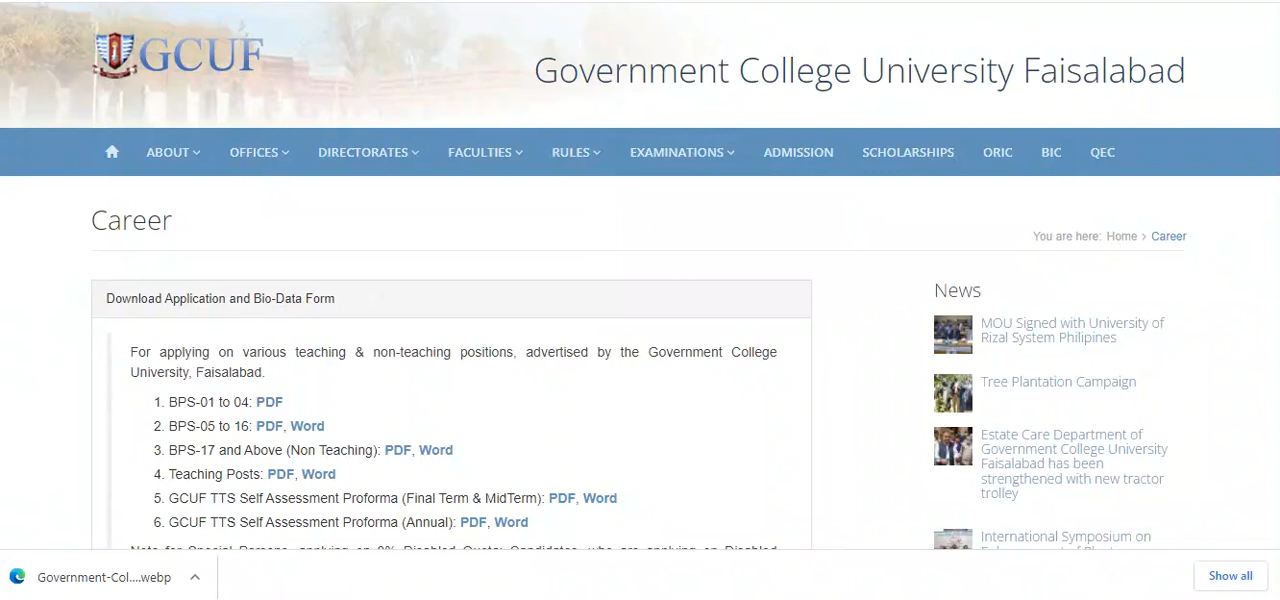 GCUF
Government College University Faisalabad
ABOUT OFFICES DIRECTORATES FACULTIES RULES EXAMINATIONS ADMISSION SCHOLARSHIPS ORIC BIC QEC
Career
You are here: Home › Career
Download Application and Bio-Data Form
For applying on various teaching & non-teaching positions, advertised by the Government College
University, Faisalabad.
1. BPS-01 to 04: PDF
2. BPS-05 to 16: PDF, Word
3. BPS-17 and Above (Non Teaching): PDF, Word
4. Teaching Posts: PDF, Word
5. GCUF TTS Self Assessment Proforma (Final Term & MidTerm): PDF, Word
6. GCUF TTS Self Assessment Proforma (Annual): PDF, Word
News
MOU Signed with University of
Rizal System Philipines
Tree Plantation Campaign
Estate Care Department of
Government College University
Faisalabad has been
strengthened with new tractor
trolley
International Symposium on
Government-Col....webp
Show all